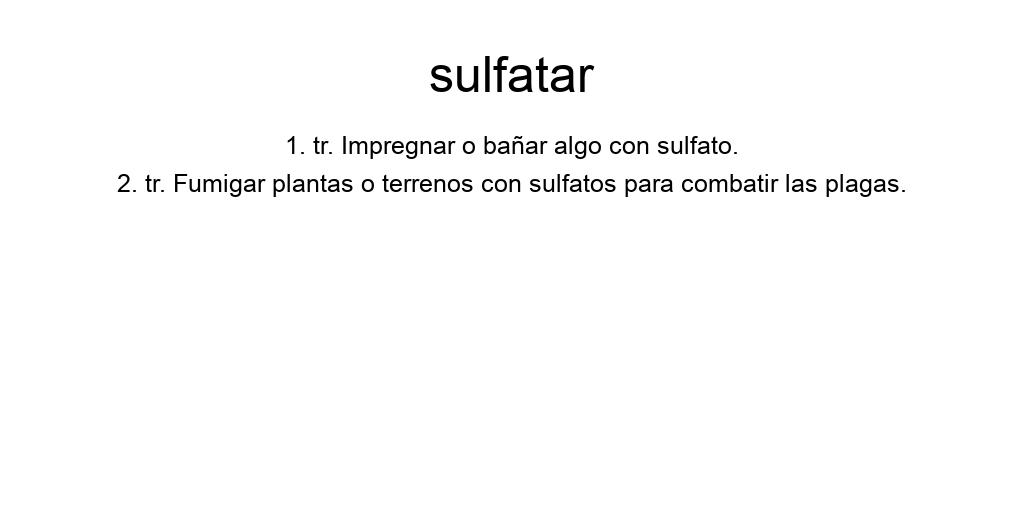 sulfatar
1. tr. Impregnar o bañar algo con sulfato.
2. tr. Fumigar plantas o terrenos con sulfatos para combatir las plagas.